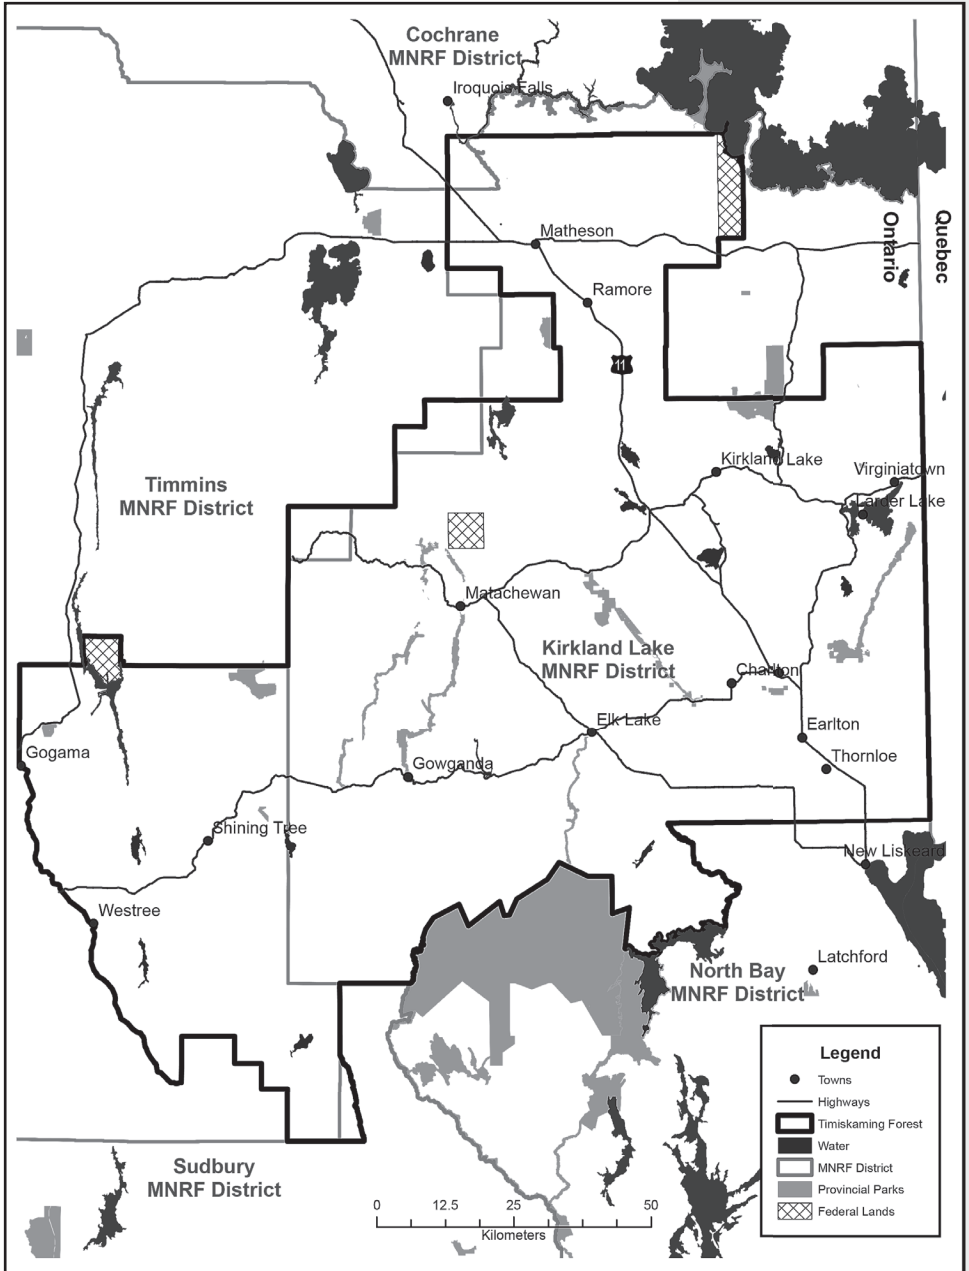 Cochrane
MNRF District
Iroquois Falls
Quebec
Ontario
Matheson
Ramore
11
Kirkland Lake
Virginiatown
Larder Lake
Timmins
MNRF District
Matachewan
Kirkland Lake
MNRF District
Charlton
Elk Lake
Earlton
Gogama
Gowganda
Thornloe
Shining Tree
New Liskeard
Westree
Latchford
North Bay
MNRF District
Legend
Towns
Highways
Timiskaming Forest
Water
MNRF District
Provincial Parks
Federal Lands
Sudbury
MNRF District
0 12.5 25 50
Kilometers